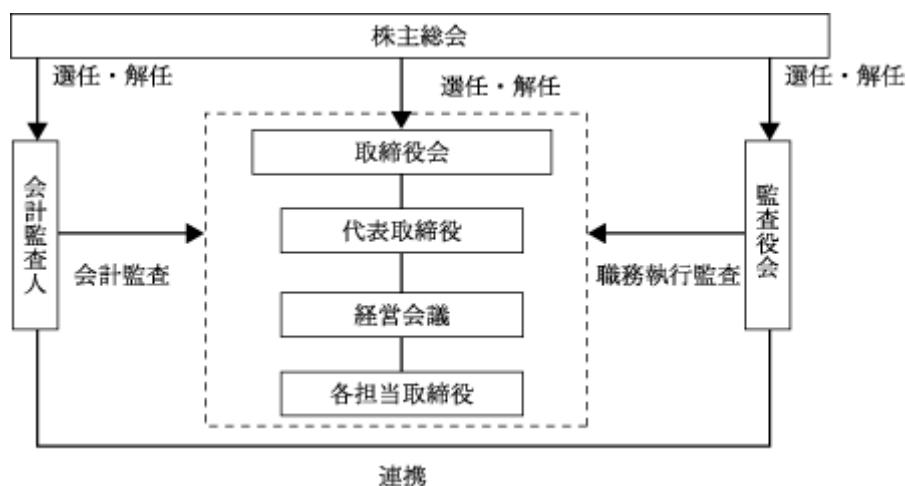 株主総会
選任・解任
選任・解任
選任・解任
取締役会
会計監査人
監査役会
代表取締役
会計監査
職務執行監査
経営会議
各担当取締役
連携